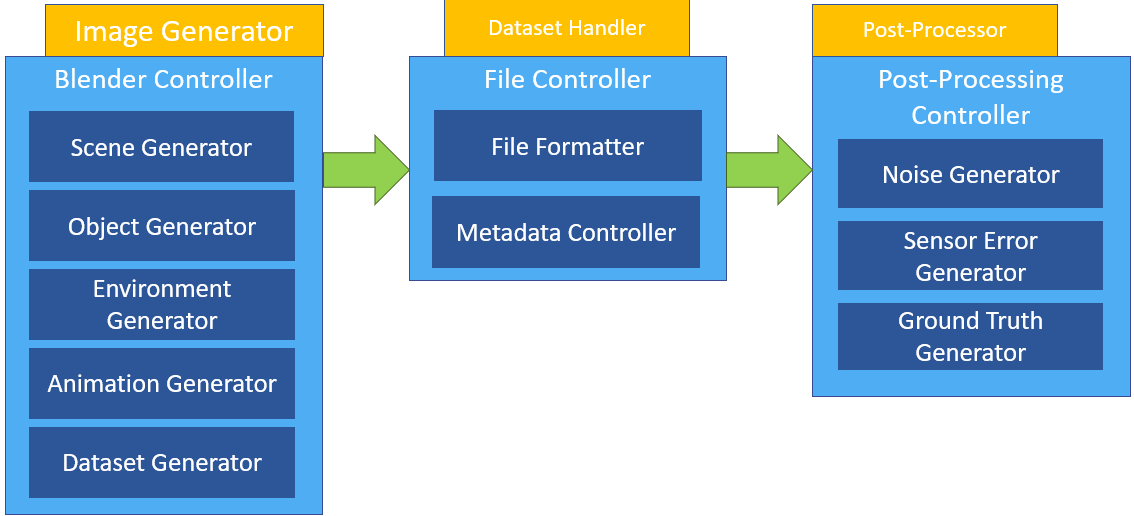 Image Generator
Blender Controller
Scene Generator
Object Generator
Environment
Generator
Animation Generator
Dataset Generator
Dataset Handler
File Controller
File Formatter
Metadata Controller
Post-Processor
Post-Processing
Controller
Noise Generator
Sensor Error
Generator
Ground Truth
Generator